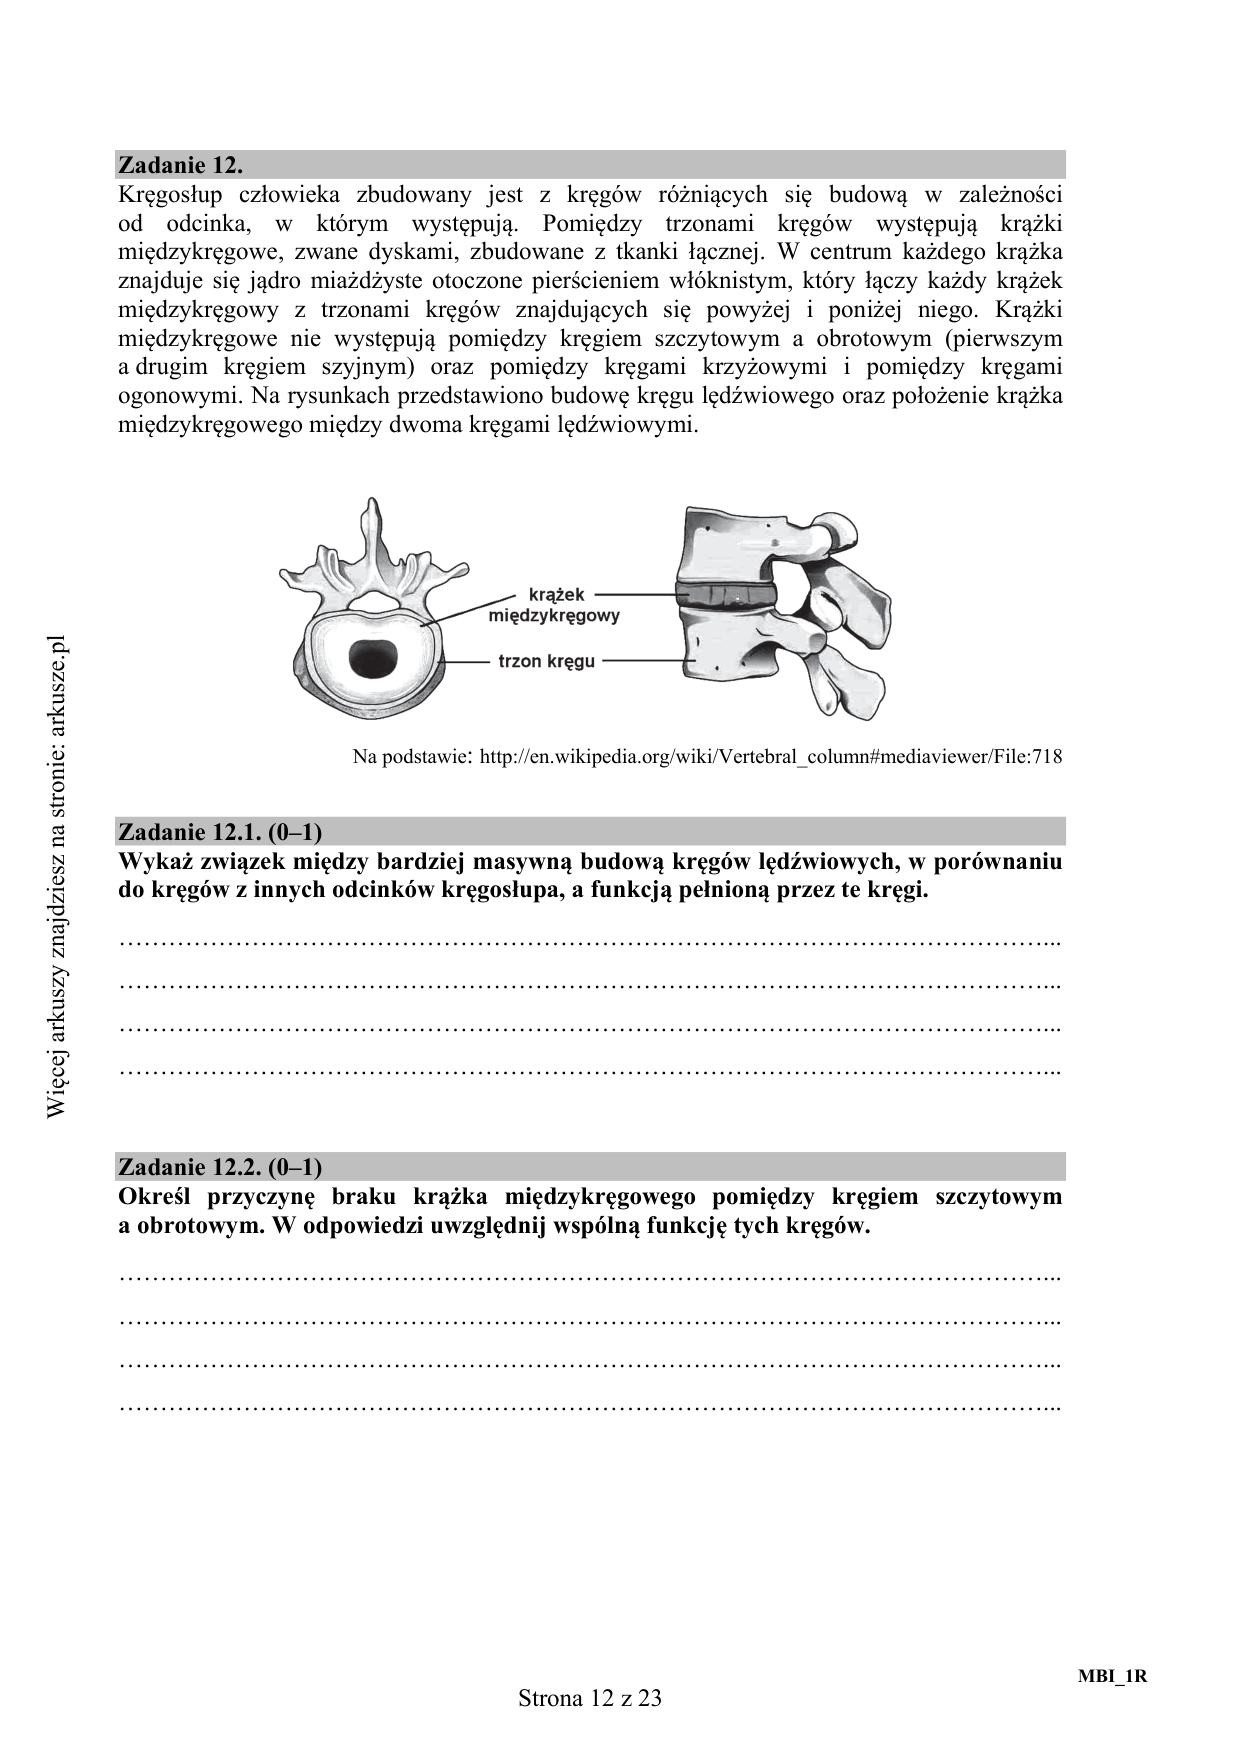 Zadanie 12.
Kręgosłup człowieka zbudowany jest z kręgów różniących się budową w zależności
od odcinka, w którym występują. Pomiędzy trzonami kręgów występują krążki
międzykręgowe, zwane dyskami, zbudowane z tkanki łącznej. W centrum każdego krążka
znajduje się jądro miażdżyste otoczone pierścieniem włóknistym, który łączy każdy krążek
międzykręgowy z trzonami kręgów znajdujących się powyżej i poniżej niego. Krążki
międzykręgowe nie występują pomiędzy kręgiem szczytowym a obrotowym (pierwszym
a drugim kręgiem szyjnym) oraz pomiędzy kręgami krzyżowymi i pomiędzy kręgami
ogonowymi. Na rysunkach przedstawiono budowę kręgu lędźwiowego oraz położenie krążka
międzykręgowego między dwoma kręgami lędźwiowymi.
krążek
międzykręgowy
trzon kręgu
Na podstawie: http://en.wikipedia.org/wiki/Vertebral_column#mediaviewer/File:718
Zadanie 12.1. (0–1)
Wykaż związek między bardziej masywną budową kręgów lędźwiowych, w porównaniu
do kręgów z innych odcinków kręgosłupa, a funkcją pełnioną przez te kręgi.
Zadanie 12.2. (0–1)
Określ przyczynę braku krążka międzykręgowego pomiędzy kręgiem szczytowym
a obrotowym. W odpowiedzi uwzględnij wspólną funkcję tych kręgów.
Więcej arkuszy znajdziesz na stronie: arkusze.pl
MBI_1R
Strona 12 z 23